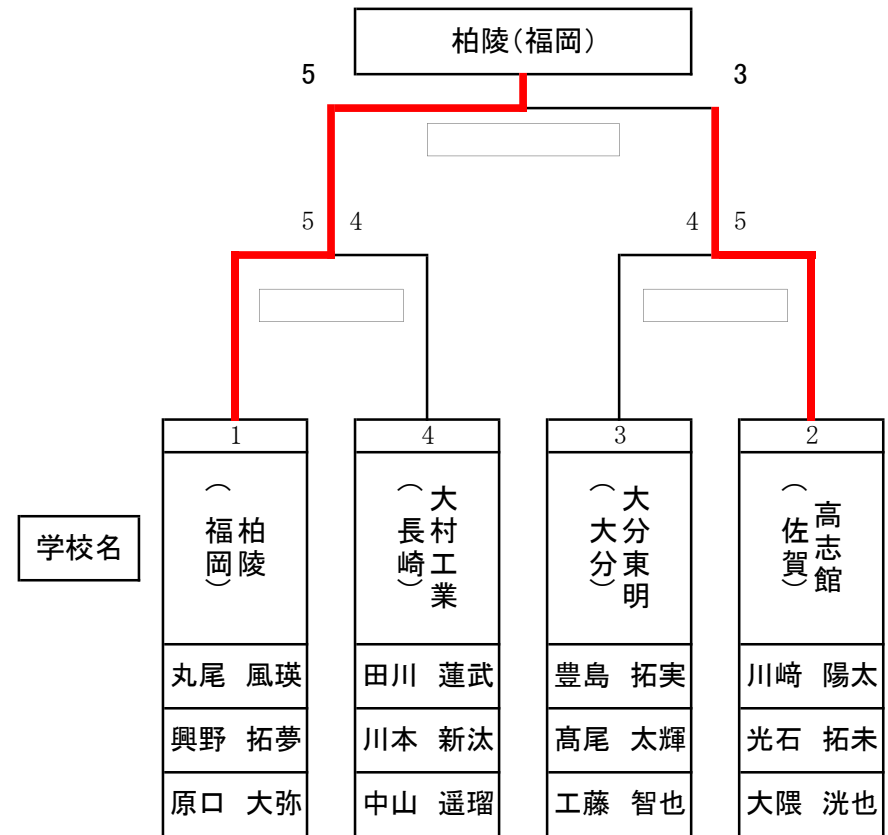 柏陵(福岡)
5
3
5
4
4
5
1
4
3
2
学校名
柏陵
(福岡)
大村工業
(長崎)
大分東明
(大分)
高志館
(佐賀)
丸尾 風瑛
田川 蓮武
豊島 拓実
川﨑 陽太
興野 拓夢
川本 新汰
髙尾 太輝
光石 拓未
原口 大弥
中山 遥瑠
工藤 智也
大隈 洸也